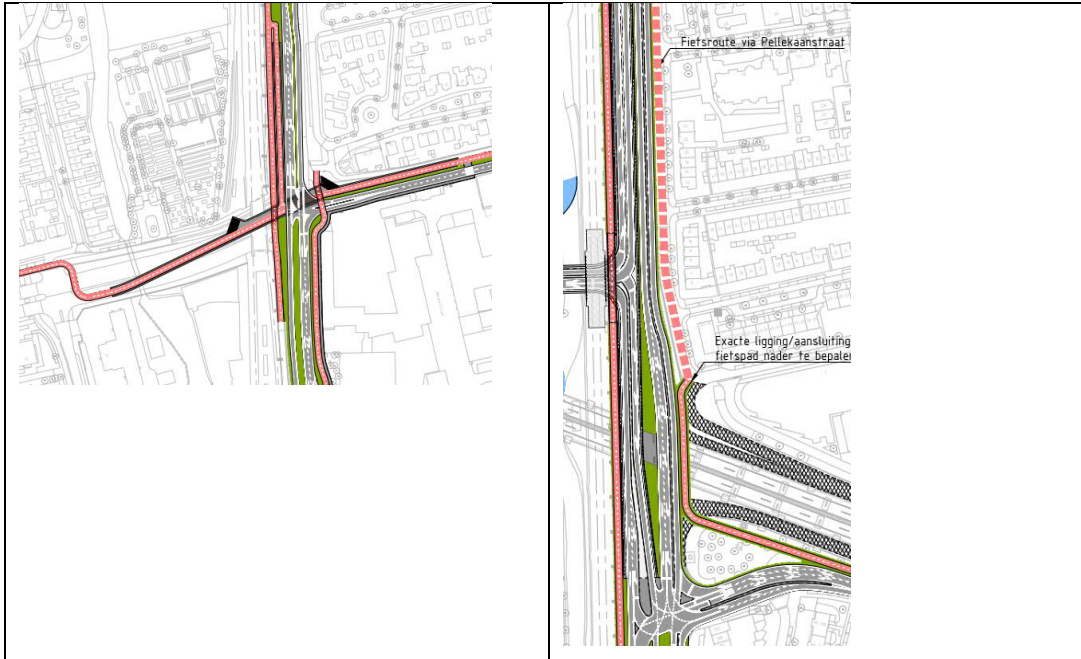 Fietsroute via Pellekaanstraat
Exacte ligging/aansluiting
fietspad nader te bepalen